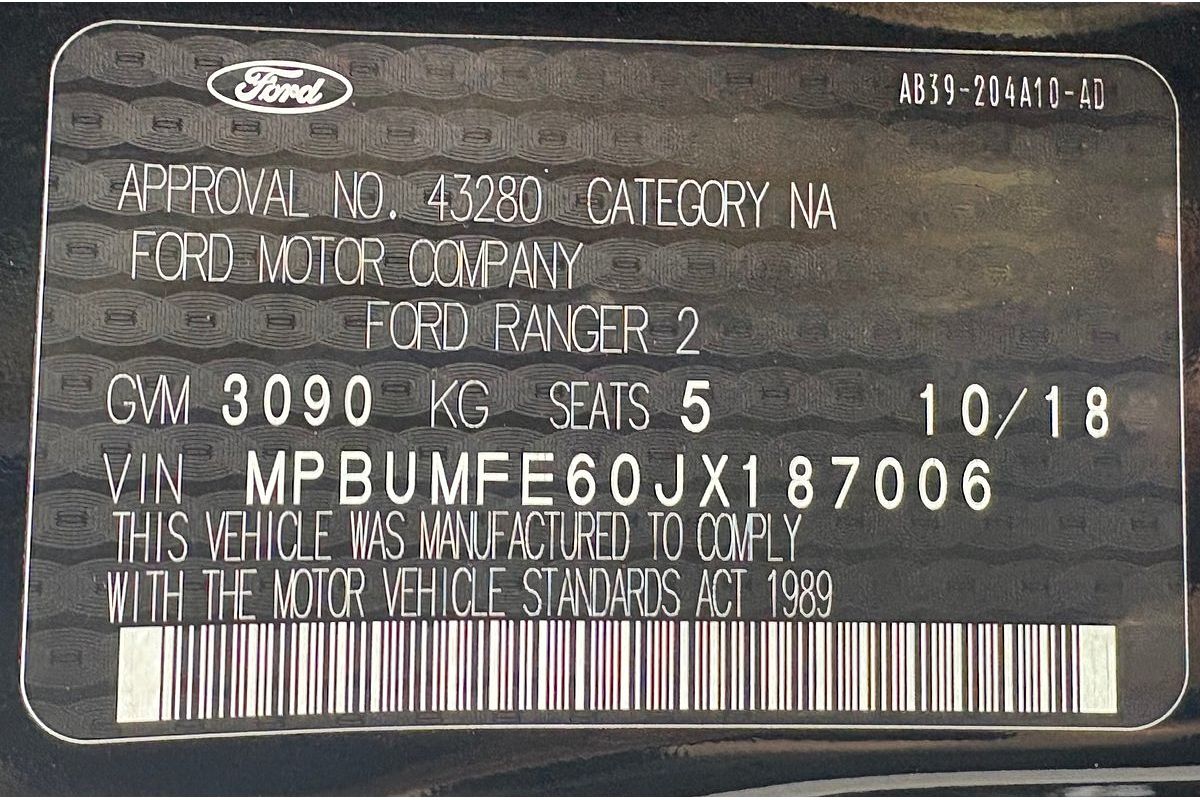 Ford
AB39-204A10-AD
APPROVAL NO. 43280 CATEGORY NA
FORD MOTOR COMPANY
FORD RANGER 2
GVM 3090 KG SEATS 5 10/18
VIN MPBUMFE60JX187006
THIS VEHICLE WAS MANUFACTURED TO COMPLY
WITH THE MOTOR VEHICLE STANDARDS ACT 1989